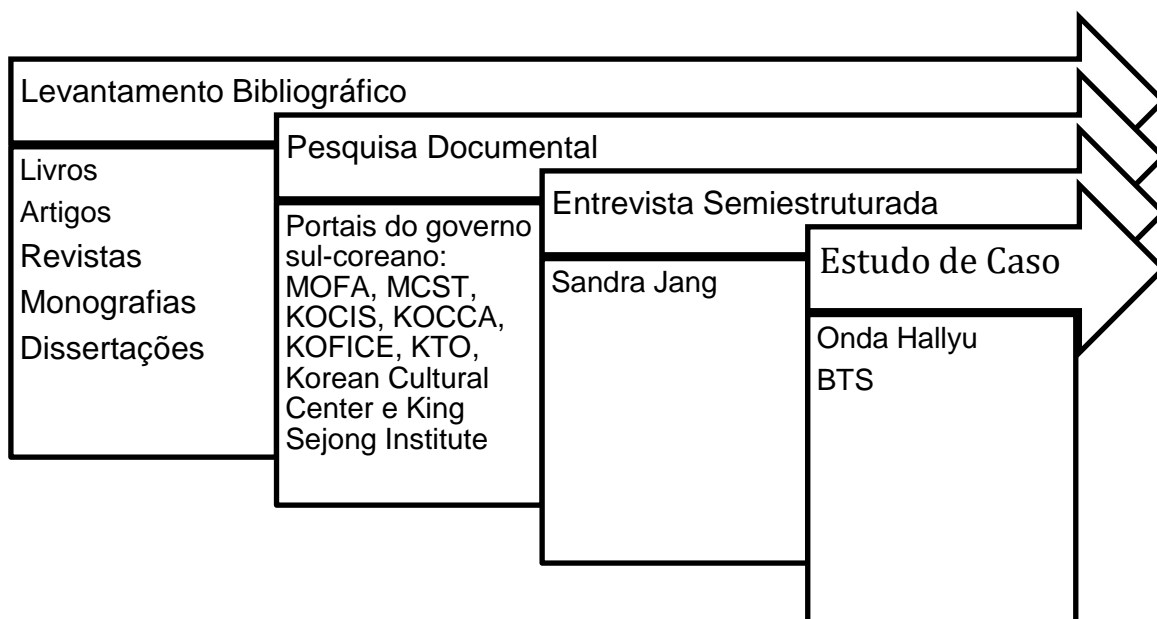 Levantamento Bibliográfico
Livros
Artigos
Revistas
Monografias
Dissertações
Pesquisa Documental
Portais do governo
sul-coreano:
MOFA, MCST,
KOCIS, KOCCA,
KOFICE, KTO,
Korean Cultural
Center e King
Sejong Institute
Entrevista Semiestruturada
Sandra Jang
Estudo de Caso
Onda Hallyu
BTS